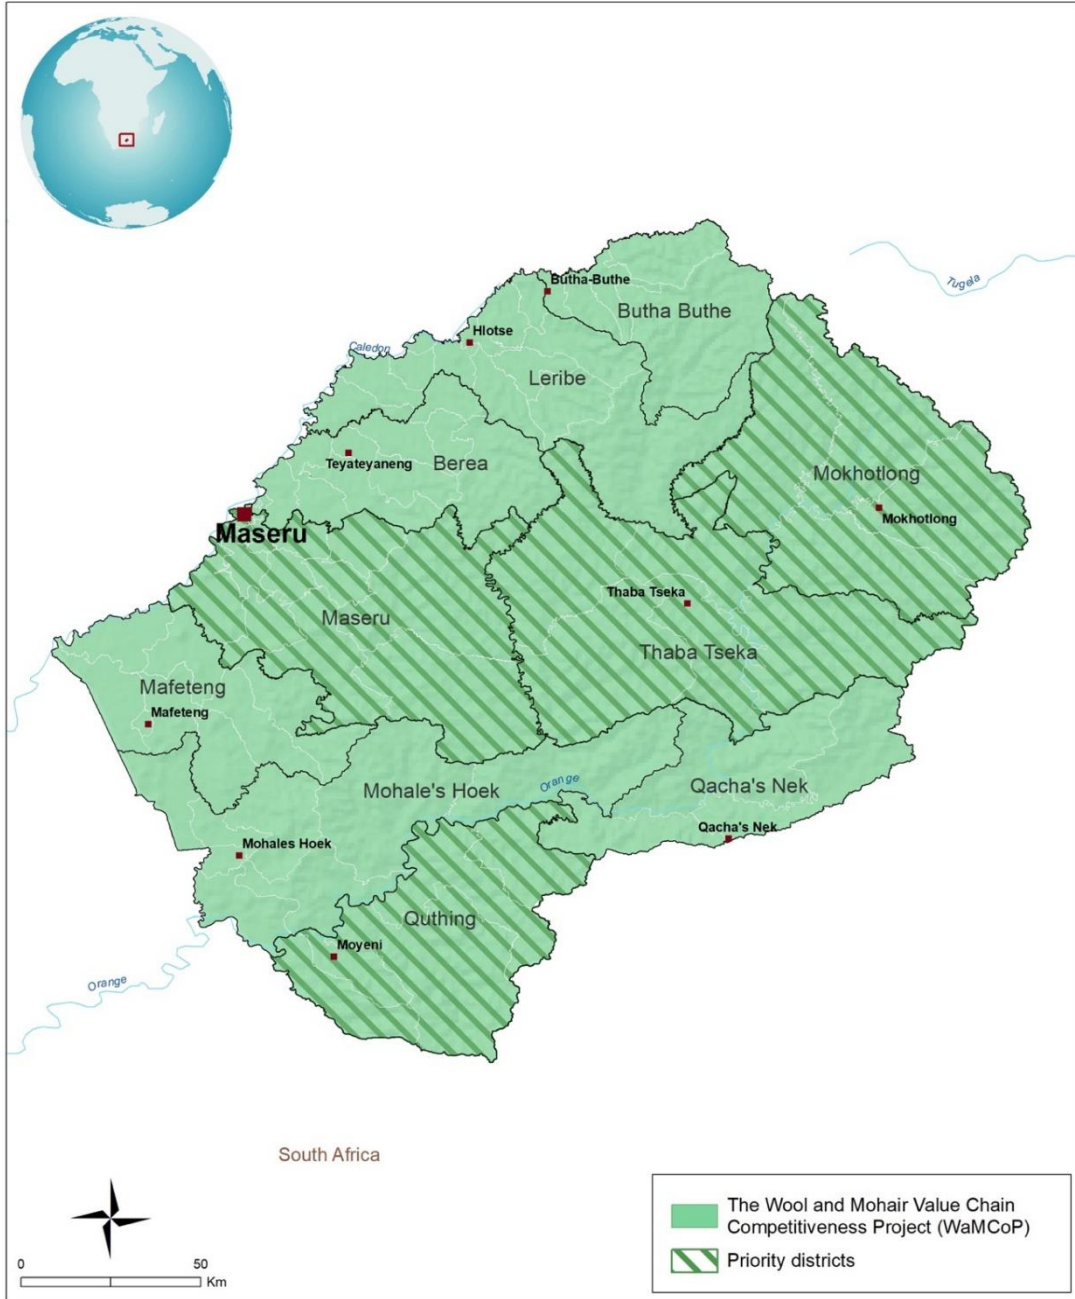 Tugela
Butha-Buthe
Butha Buthe
Hlotse
Caledon
Leribe
Teyateyaneng
Berea
Mokhotlong
Mokhotlong
Maseru
Thaba Tseka
Maseru
Thaba Tseka
Mafeteng
Mafeteng
Orange
Mohale's Hoek
Qacha's Nek
Qacha's Nek
Mohales Hoek
Quthing
Moyeni
Orange
South Africa
The Wool and Mohair Value Chain
Competitiveness Project (WaMCoP)
Priority districts
0 50
Km